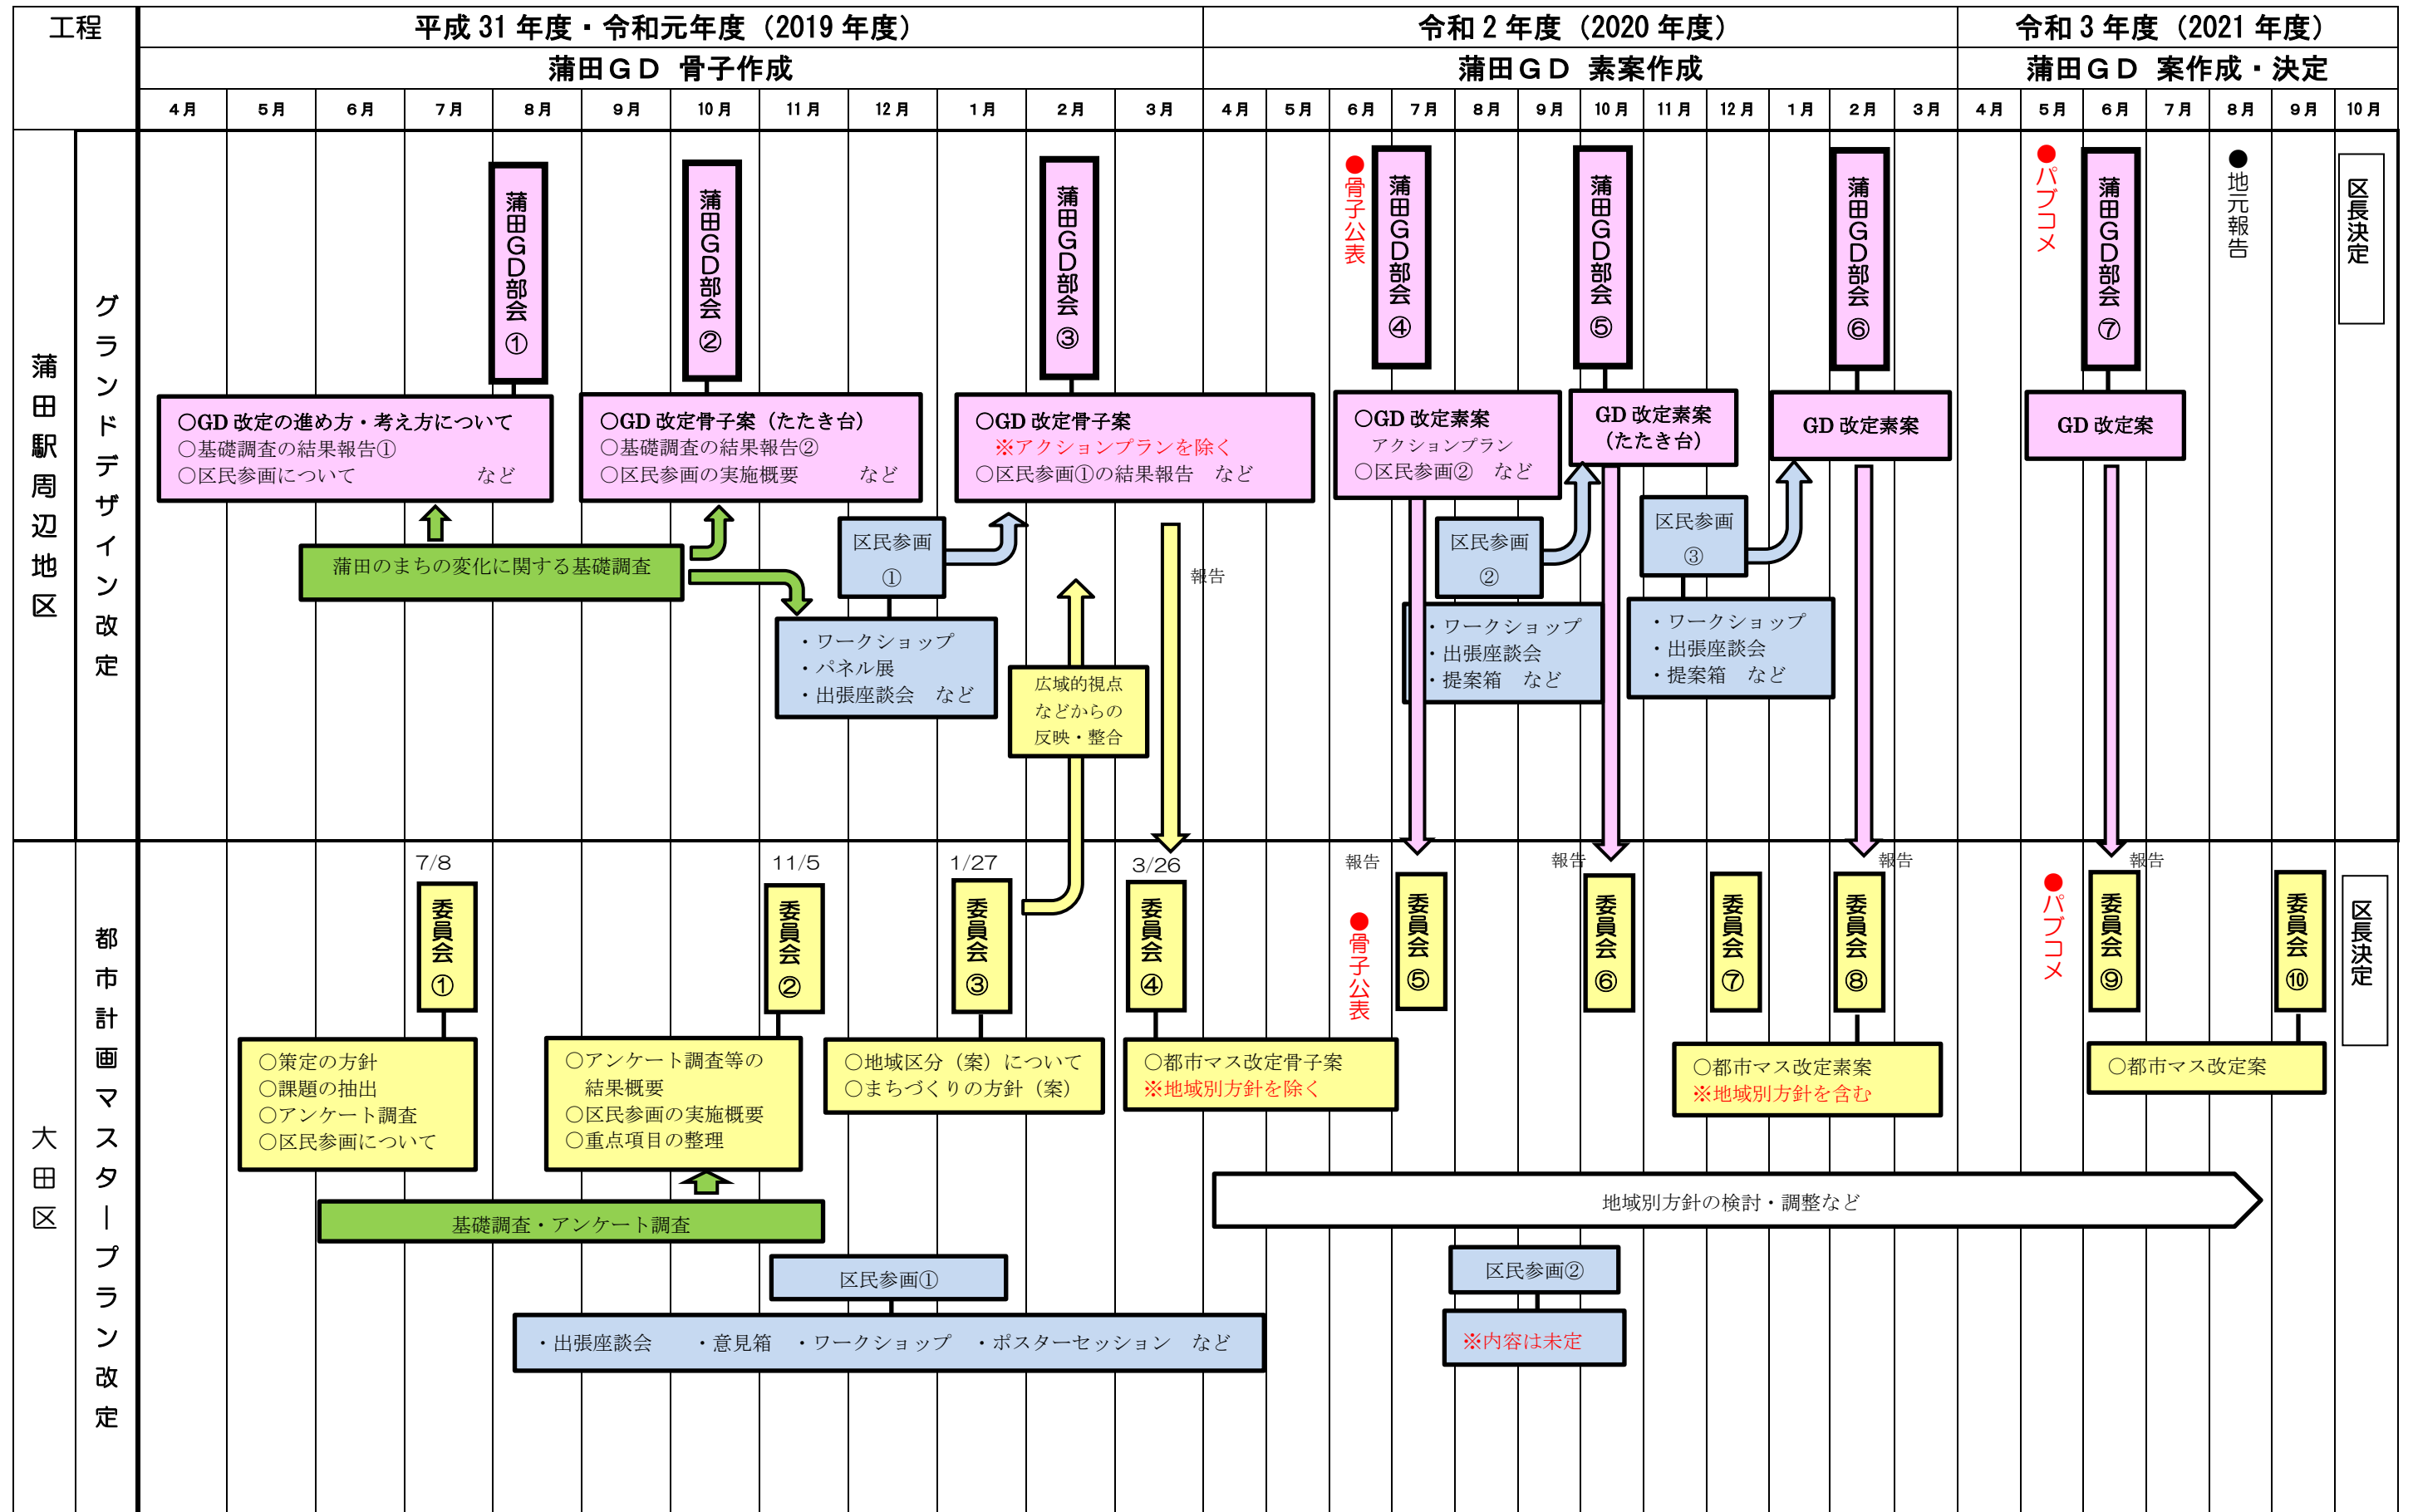 工程
平成 31 年度・令和元年度（2019 年度）
令和 2 年度（2020 年度）
令和 3 年度（2021 年度）
蒲田ＧＤ 骨子作成
蒲田ＧＤ 素案作成
蒲田ＧＤ 案作成・決定
4月 5月 6月 7月 8月 9月 10月 11月 12月 1月 2月 3月 4月 5月 6月 7月 8月 9月 10月 11月 12月 1月 2月 3月 4月 5月 6月 7月 8月 9月 10月
蒲田駅周辺地区
グランドデザイン改定
蒲田ＧＤ部会①
蒲田ＧＤ部会②
蒲田ＧＤ部会③
●骨子公表
蒲田ＧＤ部会④
蒲田ＧＤ部会⑤
蒲田ＧＤ部会⑥
●パブコメ
蒲田ＧＤ部会⑦
●地元報告
区長決定
〇GD 改定の進め方・考え方について
〇基礎調査の結果報告①
〇区民参画について　など
〇GD 改定骨子案（たたき台）
〇基礎調査の結果報告②
〇区民参画の実施概要　など
〇GD 改定骨子案
※アクションプランを除く
〇区民参画①の結果報告　など
〇GD 改定素案
アクションプラン
〇区民参画②　など
GD 改定素案
（たたき台）
GD 改定素案
GD 改定案
蒲田のまちの変化に関する基礎調査
区民参画
①
・ワークショップ
・パネル展
・出張座談会　など
広域的視点
などからの
反映・整合
報告
区民参画
②
・ワークショップ
・出張座談会
・提案箱　など
区民参画
③
・ワークショップ
・出張座談会
・提案箱　など
大田区
都市計画マスタープラン改定
7/8
11/5
1/27
3/26
報告
報告
報告
報告
委員会①
委員会②
委員会③
委員会④
●骨子公表
委員会⑤
委員会⑥
委員会⑦
委員会⑧
●パブコメ
委員会⑨
委員会⑩
区長決定
〇策定の方針
〇課題の抽出
〇アンケート調査
〇区民参画について
〇アンケート調査等の
結果概要
〇区民参画の実施概要
〇重点項目の整理
〇地域区分（案）について
〇まちづくりの方針（案）
〇都市マス改定骨子案
※地域別方針を除く
〇都市マス改定素案
※地域別方針を含む
〇都市マス改定案
基礎調査・アンケート調査
地域別方針の検討・調整など
区民参画①
・出張座談会　・意見箱　・ワークショップ　・ポスターセッション　など
区民参画②
※内容は未定